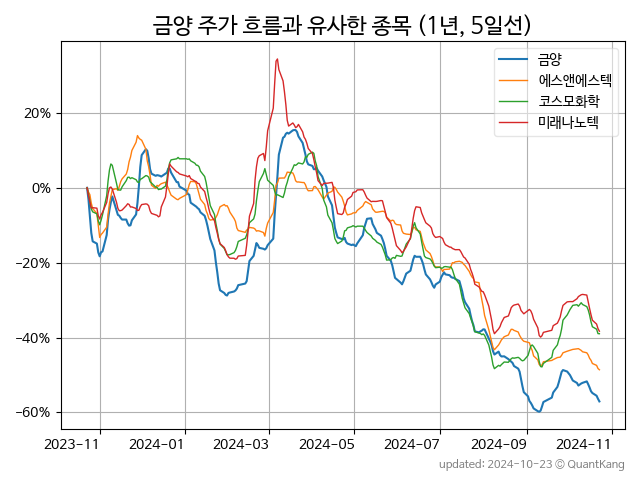 금양 주가 흐름과 유사한 종목 (1년, 5일선)
금양
에스앤에스텍
코스모화학
미래나노텍
20%
0%
−20%
−40%
−60%
2023−11
2024−01
2024−03
2024−05
2024−07
2024−09
2024−11
updated: 2024-10-23 © QuantKang